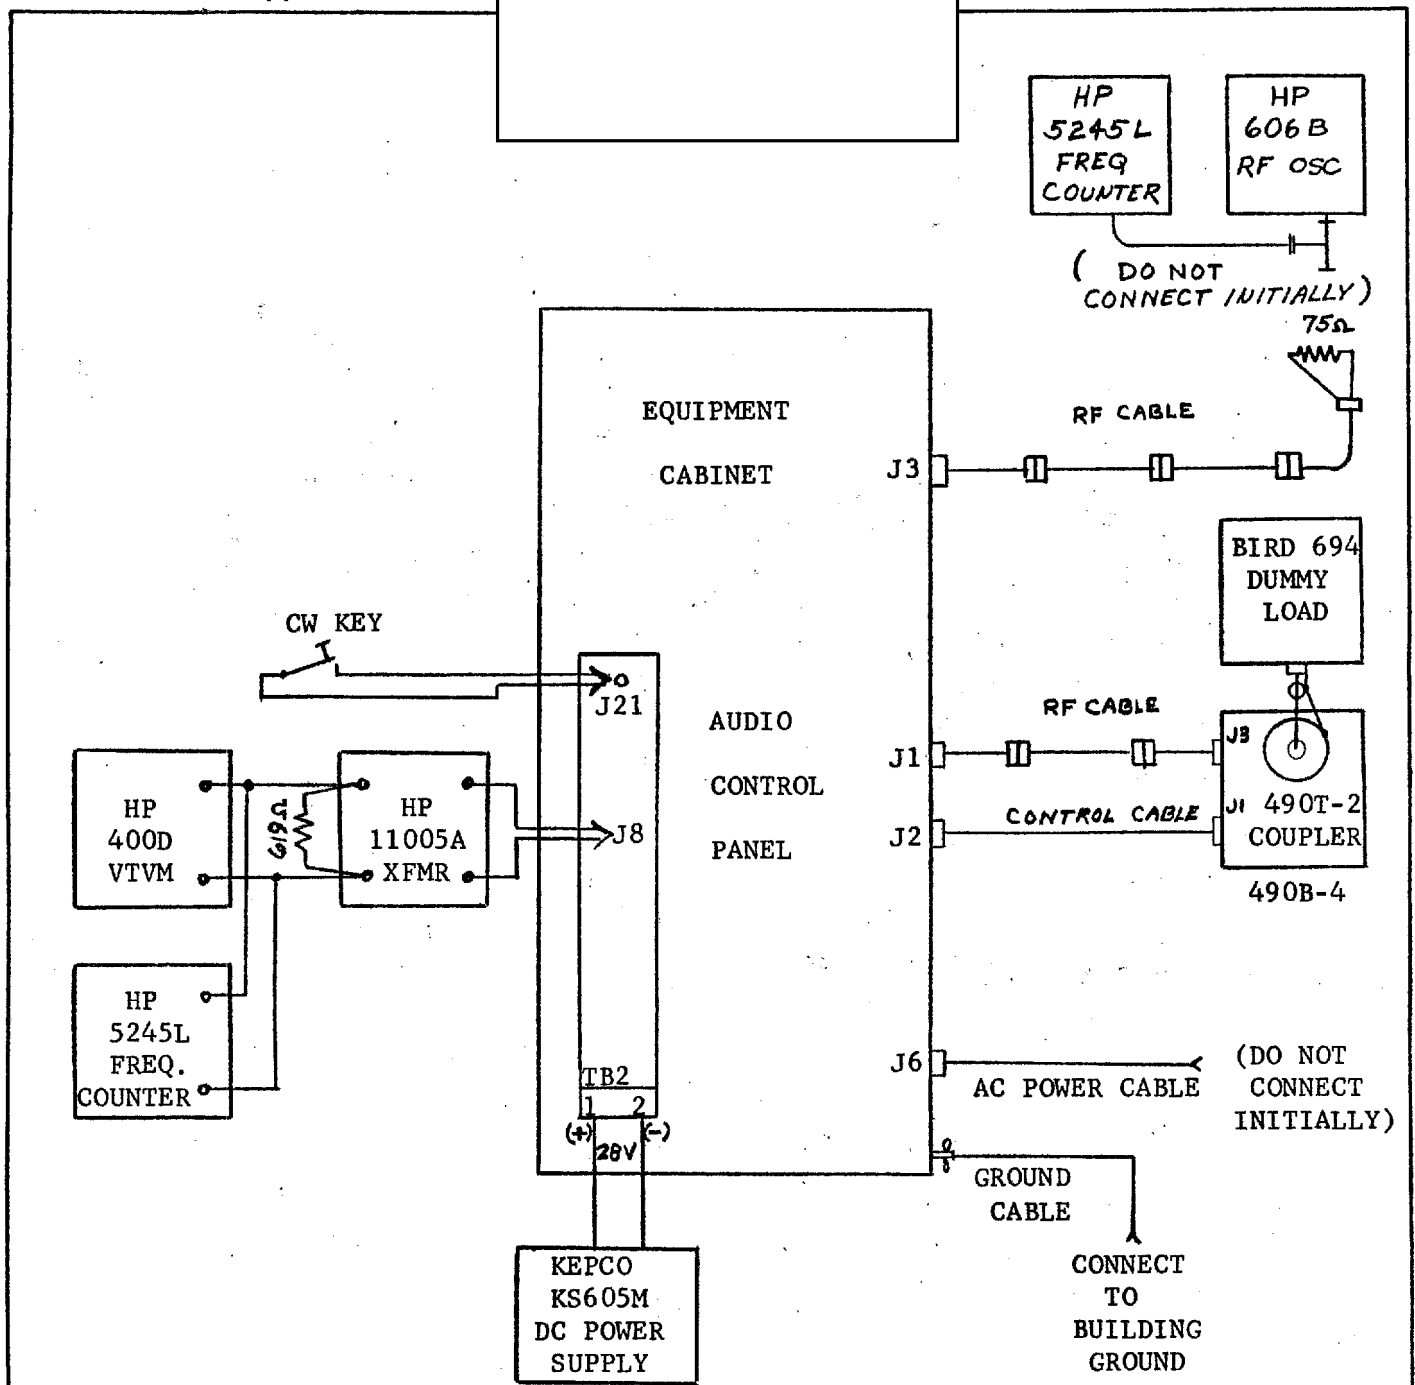 HP
5245L
FREQ
COUNTER
HP
606B
RF OSC
( DO NOT
CONNECT INITIALLY)
75Ω
EQUIPMENT
CABINET
RF CABLE
J3
BIRD 694
DUMMY
LOAD
CW KEY
J21
AUDIO
CONTROL
PANEL
RF CABLE
J1
J3
HP
400D
VTVM
619Ω
HP
11005A
XFMR
J8
J2
CONTROL CABLE
J1
490T-2
COUPLER
490B-4
HP
5245L
FREQ.
COUNTER
TB2
1 2
(+) (-)
28V
J6
AC POWER CABLE
(DO NOT
CONNECT
INITIALLY)
GROUND
CABLE
CONNECT
TO
BUILDING
GROUND
KEPCO
KS605M
DC POWER
SUPPLY